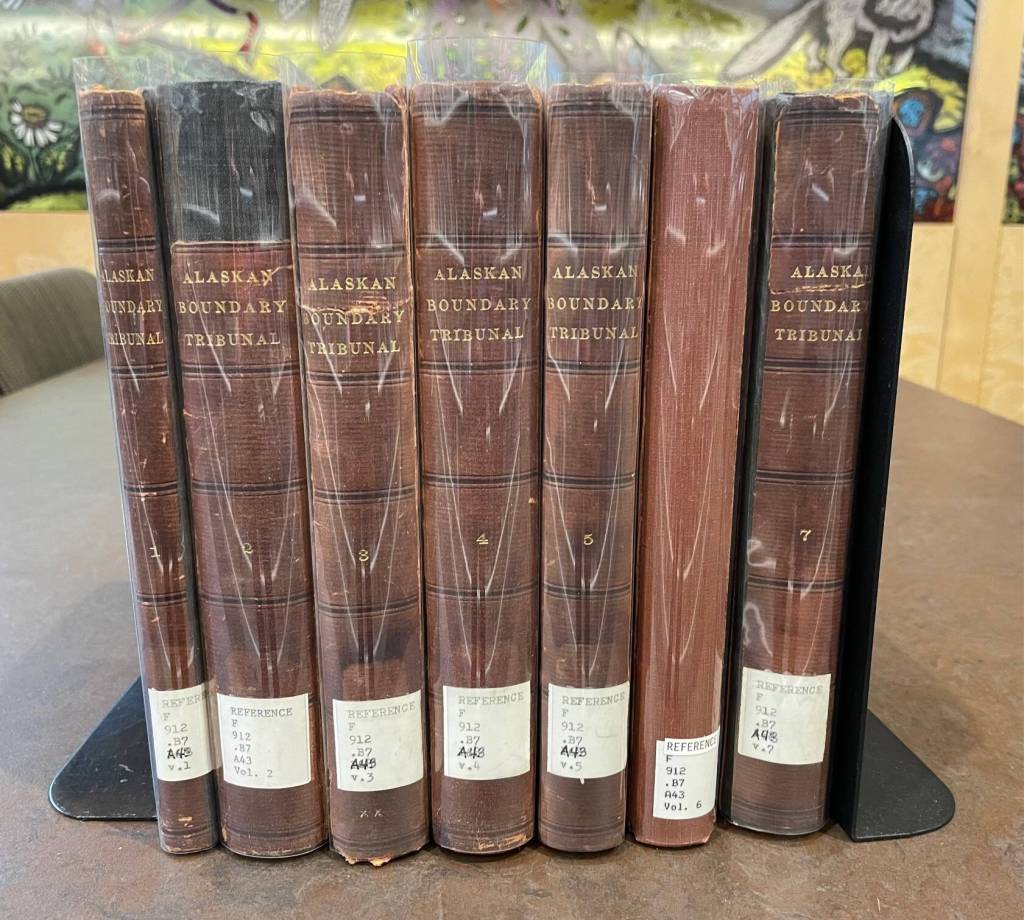 ALASKAN
BOUNDARY
TRIBUNAL
1
REFERENCE
F
912
.B7
A43
v.1
ALASKAN
BOUNDARY
TRIBUNAL
2
REFERENCE
F
912
.B7
A43
Vol. 2
ALASKAN
BOUNDARY
TRIBUNAL
3
REFERENCE
F
912
.B7
A43
v.3
x x
ALASKAN
BOUNDARY
TRIBUNAL
4
REFERENCE
F
912
.B7
A43
v.4
ALASKAN
BOUNDARY
TRIBUNAL
5
REFERENCE
F
912
.B7
A43
v.5
REFERENCE
F
912
.B7
A43
Vol. 6
ALASKAN
BOUNDARY
TRIBUNAL
7
REFERENCE
F
912
.B7
A43
v.7